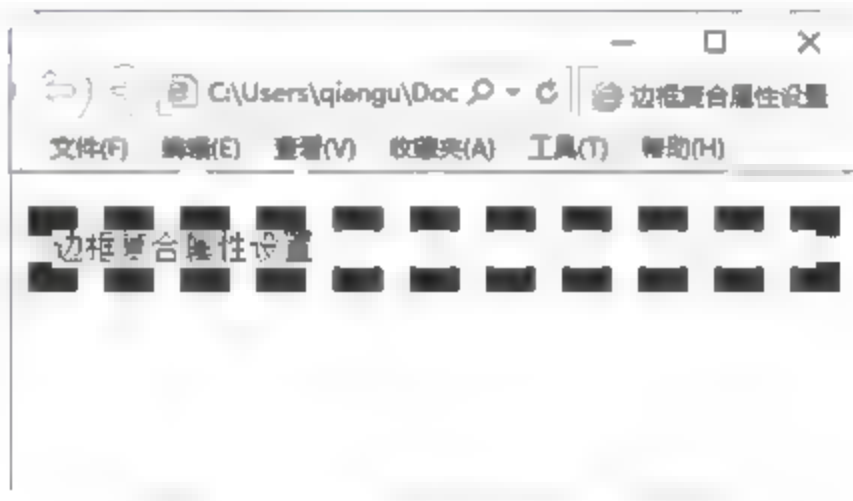 C:\Users\qiangu\Doc 边框复合属性设置
文件(F) 编辑(E) 查看(V) 收藏夹(A) 工具(T) 帮助(H)
边框复合属性设置